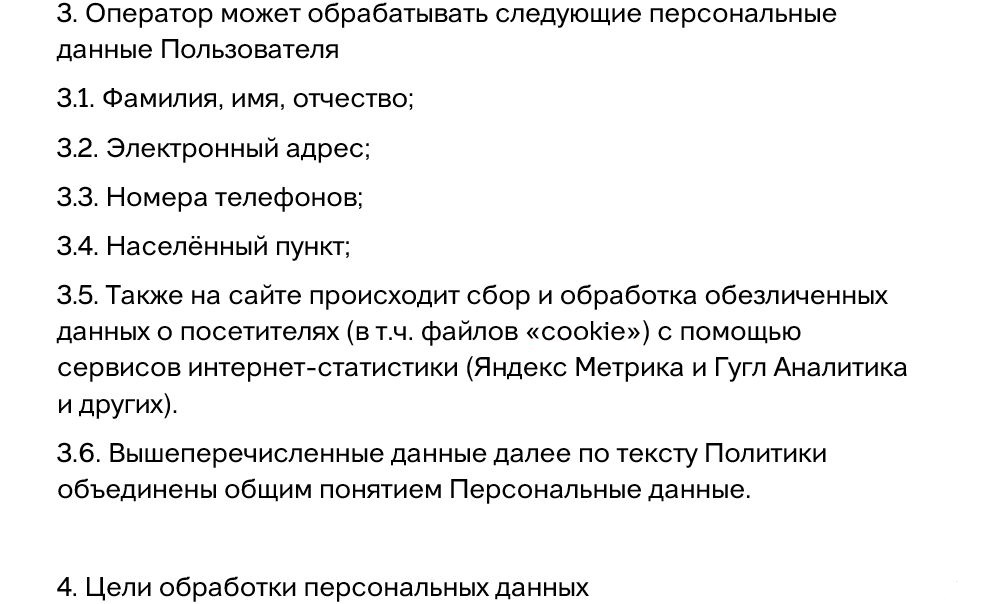 3. Оператор может обрабатывать следующие персональные
данные Пользователя
3.1. Фамилия, имя, отчество;
3.2. Электронный адрес;
3.3. Номера телефонов;
3.4. Населённый пункт;
3.5. Также на сайте происходит сбор и обработка обезличенных
данных о посетителях (в т.ч. файлов «cookie») с помощью
сервисов интернет-статистики (Яндекс Метрика и Гугл Аналитика
и других).
3.6. Вышеперечисленные данные далее по тексту Политики
объединены общим понятием Персональные данные.
4. Цели обработки персональных данных